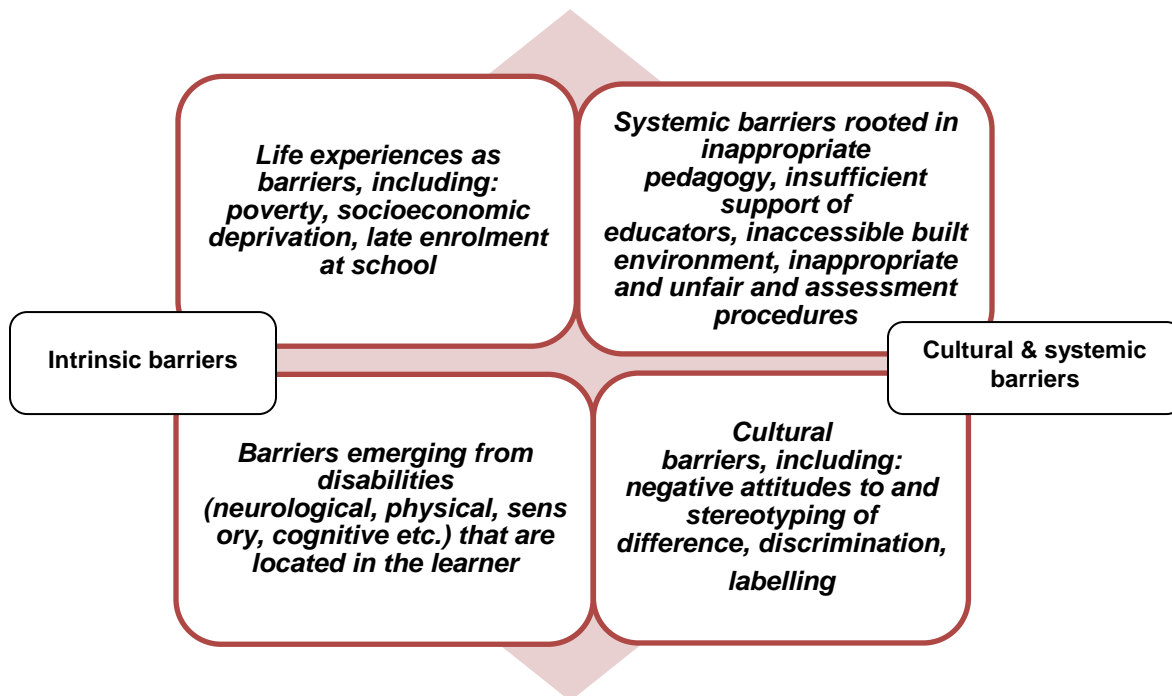 Life experiences as
barriers, including:
poverty, socioeconomic
deprivation, late enrolment
at school
Systemic barriers rooted in
inappropriate
pedagogy, insufficient
support of
educators, inaccessible built
environment, inappropriate
and unfair and assessment
procedures
Intrinsic barriers
Cultural & systemic
barriers
Barriers emerging from
disabilities
(neurological, physical, sens
ory, cognitive etc.) that are
located in the learner
Cultural
barriers, including:
negative attitudes to and
stereotyping of
difference, discrimination,
labelling